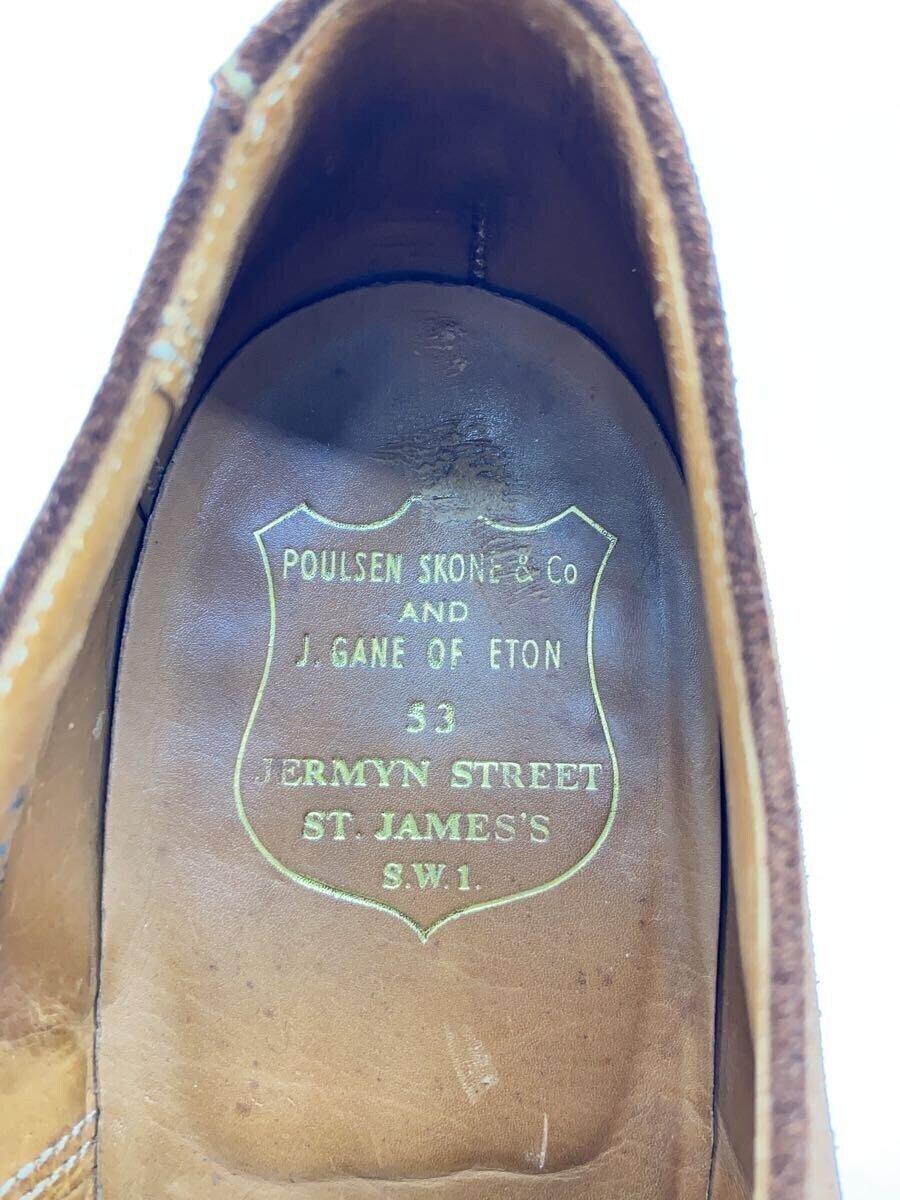 POULSEN SKONE & Co
AND
J. GANE OF ETON
53
JERMYN STREET
ST. JAMES'S
S.W.1.